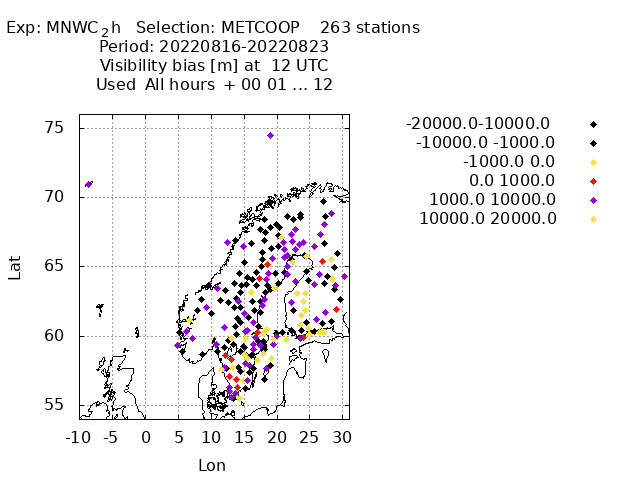 Exp: MNWC2h   Selection: METCOOP    263 stations
Period: 20220816-20220823
Visibility bias [m] at  12 UTC
Used  All hours  + 00 01 ... 12
-20000.0-10000.0
-10000.0 -1000.0
-1000.0 0.0
0.0 1000.0
1000.0 10000.0
10000.0 20000.0
75
70
65
60
55
Lat
-10 -5 0 5 10 15 20 25 30
Lon